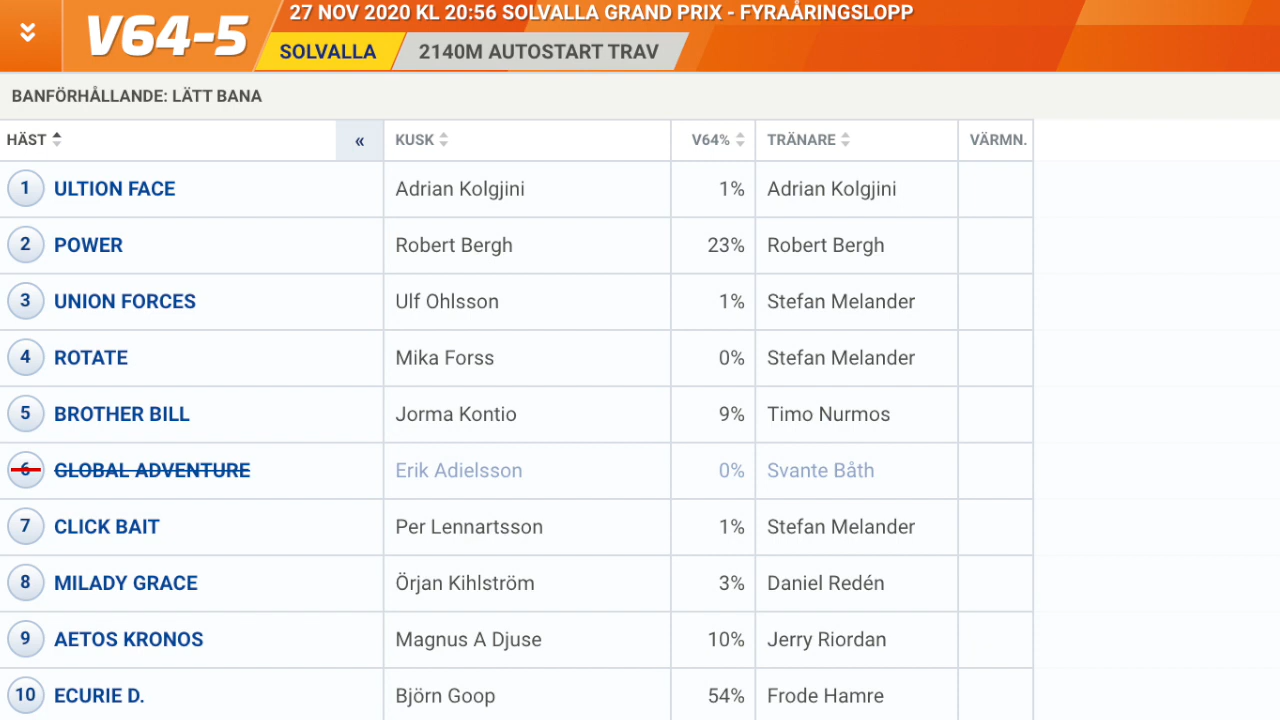 27 NOV 2020 KL 20:56 SOLVALLA GRAND PRIX - FYRAÅRINGSLOPP
V64-5
SOLVALLA 2140M AUTOSTART TRAV
BANFÖRHÅLLANDE: LÄTT BANA
HÄST « KUSK V64% TRÄNARE VÄRMN.
1 ULTION FACE Adrian Kolgjini 1% Adrian Kolgjini
2 POWER Robert Bergh 23% Robert Bergh
3 UNION FORCES Ulf Ohlsson 1% Stefan Melander
4 ROTATE Mika Forss 0% Stefan Melander
5 BROTHER BILL Jorma Kontio 9% Timo Nurmos
6 GLOBAL ADVENTURE Erik Adielsson 0% Svante Båth
7 CLICK BAIT Per Lennartsson 1% Stefan Melander
8 MILADY GRACE Örjan Kihlström 3% Daniel Redén
9 AETOS KRONOS Magnus A Djuse 10% Jerry Riordan
10 ECURIE D. Björn Goop 54% Frode Hamre